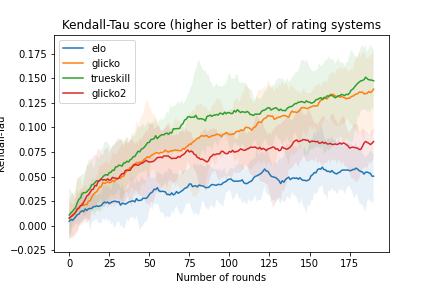 Kendall-Tau score (higher is better) of rating systems
elo
glicko
trueskill
glicko2
0.175
0.150
0.125
0.100
0.075
0.050
0.025
0.000
−0.025
Kendall-Tau
0 25 50 75 100 125 150 175
Number of rounds